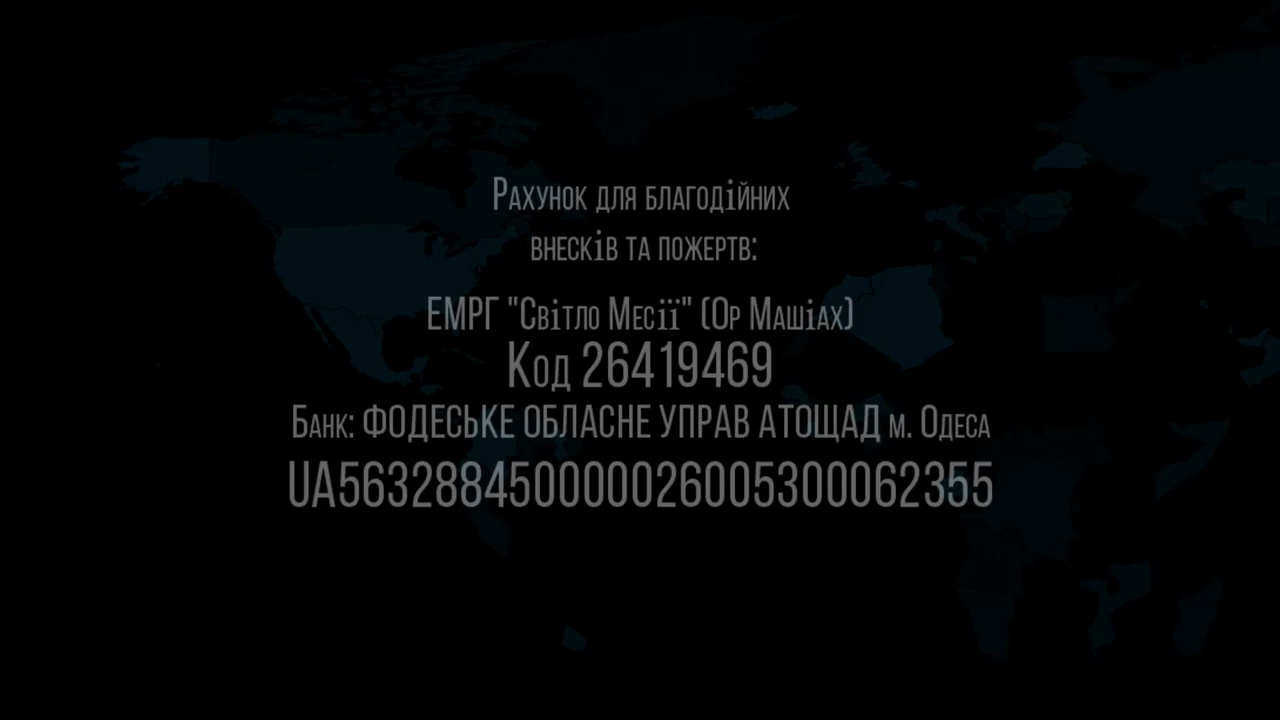 Рахунок для благодійних
внесків та пожертв:
ЕМРГ "Світло Месії" (Ор Машіах)
Код 26419469
Банк: ФОДЕСЬКЕ ОБЛАСНЕ УПРАВ АТОЩАД м. Одеса
UA563288450000026005300062355